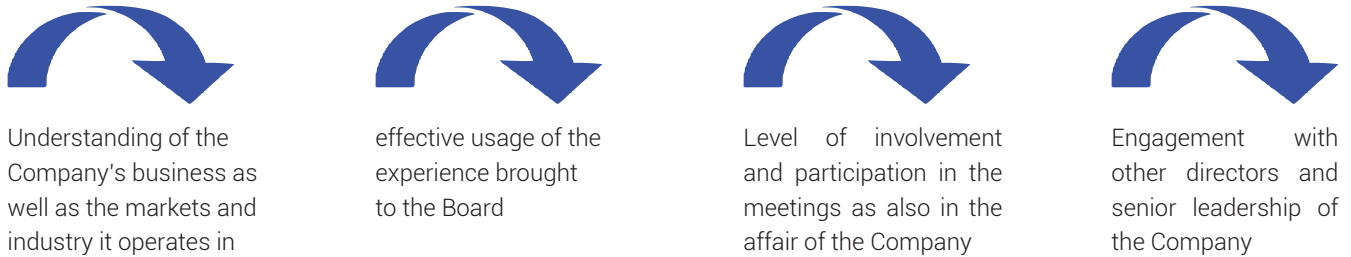 Understanding of the
Company's business as
well as the markets and
industry it operates in
effective usage of the
experience brought
to the Board
Level of involvement
and participation in the
meetings as also in the
affair of the Company
Engagement with
other directors and
senior leadership of
the Company